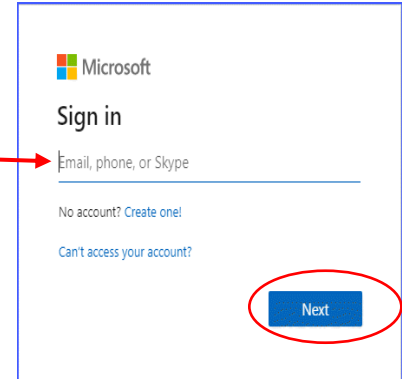 Microsoft
Sign in
Email, phone, or Skype
No account? Create one!
Can't access your account?
Next